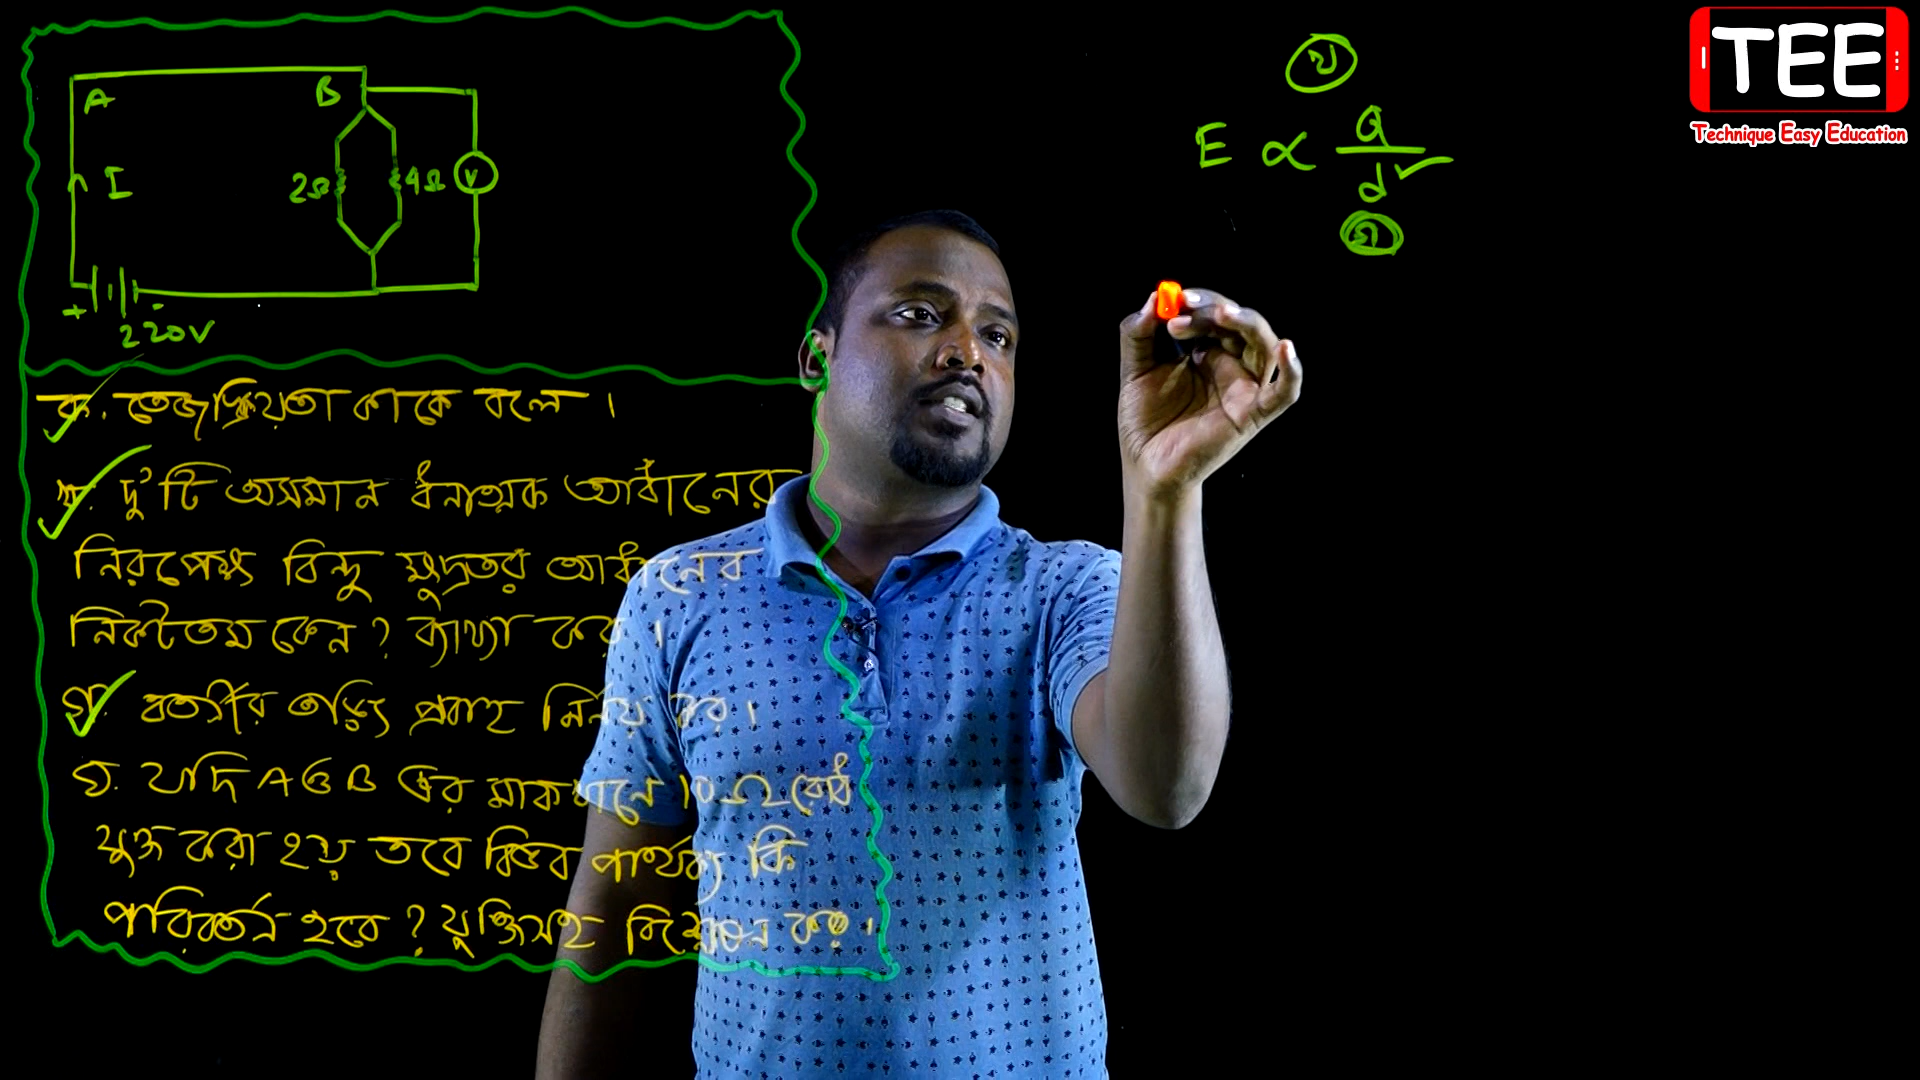 A
B
I
2Ω
4Ω
V
+
-
220V
ক. তেজস্ক্রিয়তা কাকে বলে।
খ. দু'টি অসমান ধনাত্মক আধানের
নিরপেক্ষ বিন্দু ক্ষুদ্রতর আধানের
নিকটতম কেন? ব্যাখ্যা কর।
গ. বর্তনীর তড়িৎ প্রবাহ নির্ণয় কর।
ঘ. যদি A ও B এর মাঝখানে 10Ω রোধ
যুক্ত করা হয় তবে বিভব পার্থক্য কি
পরিবর্তন হবে? যুক্তিসহ বিশ্লেষন কর।
খ
E ∝ Q/d
TEE
Technique Easy Education